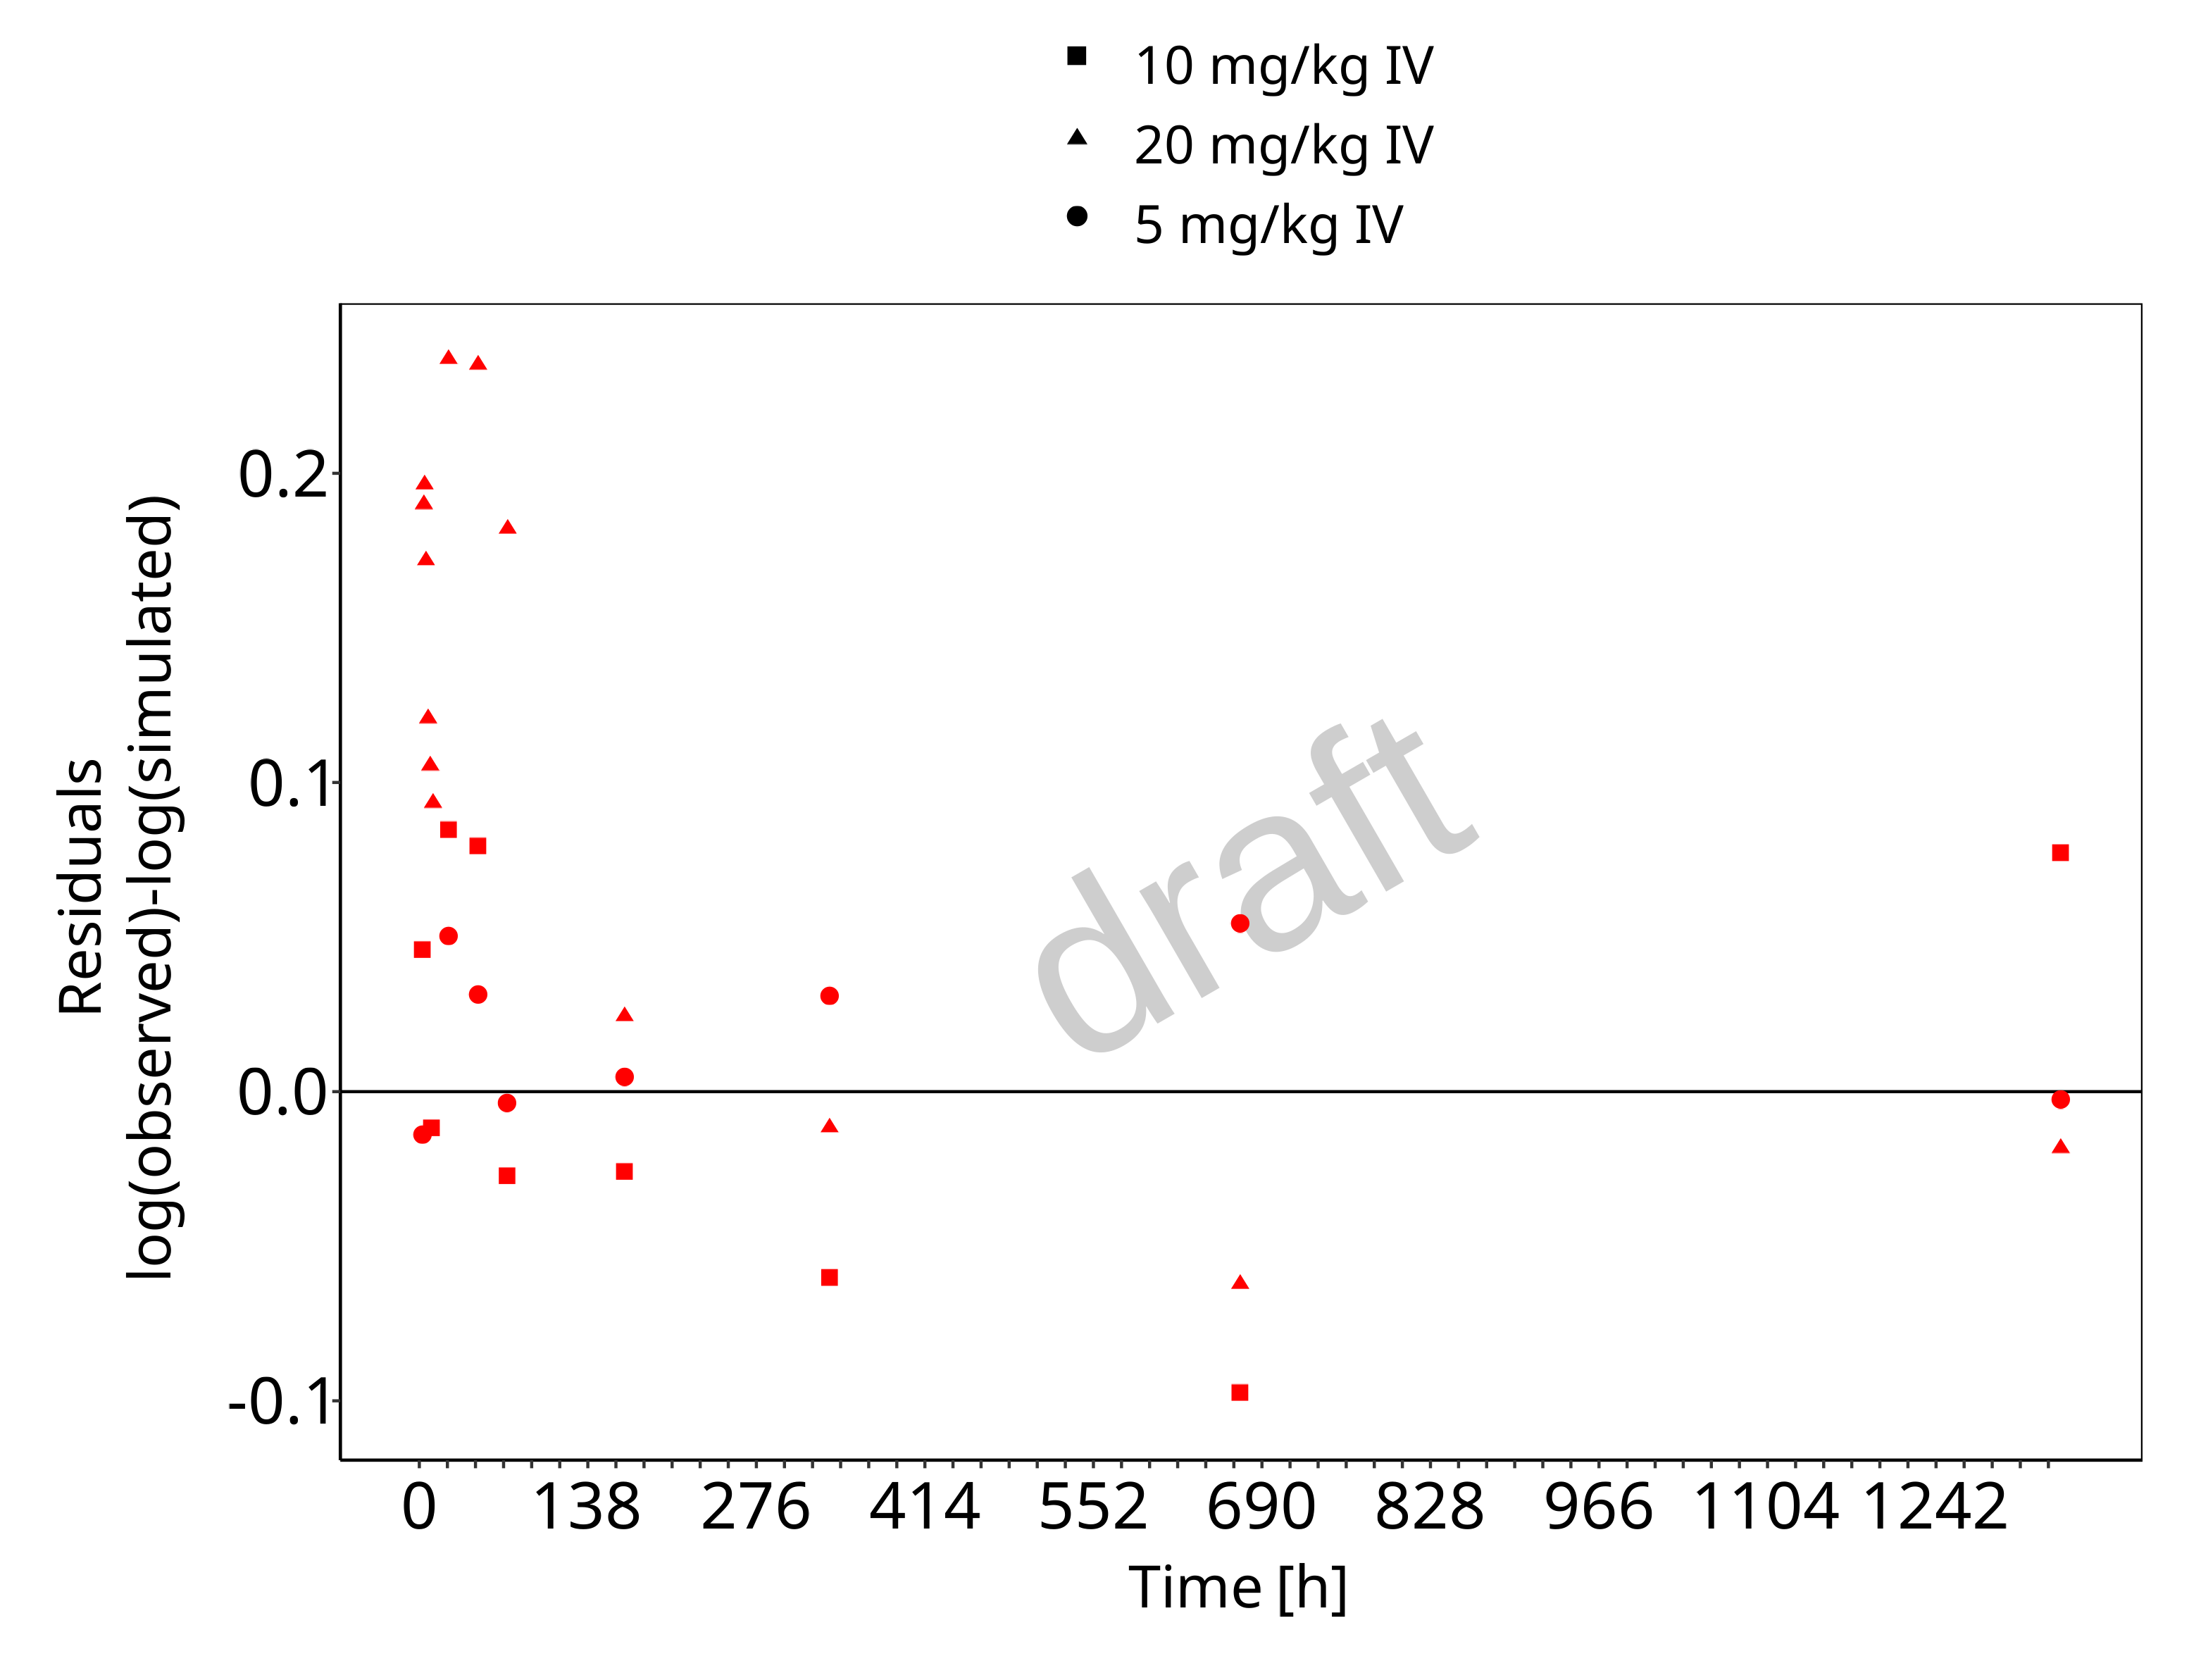 10 mg/kg IV
20 mg/kg IV
5 mg/kg IV
Residuals
log(observed)-log(simulated)
0.2
0.1
0.0
-0.1
draft
0 138 276 414 552 690 828 966 1104 1242
Time [h]